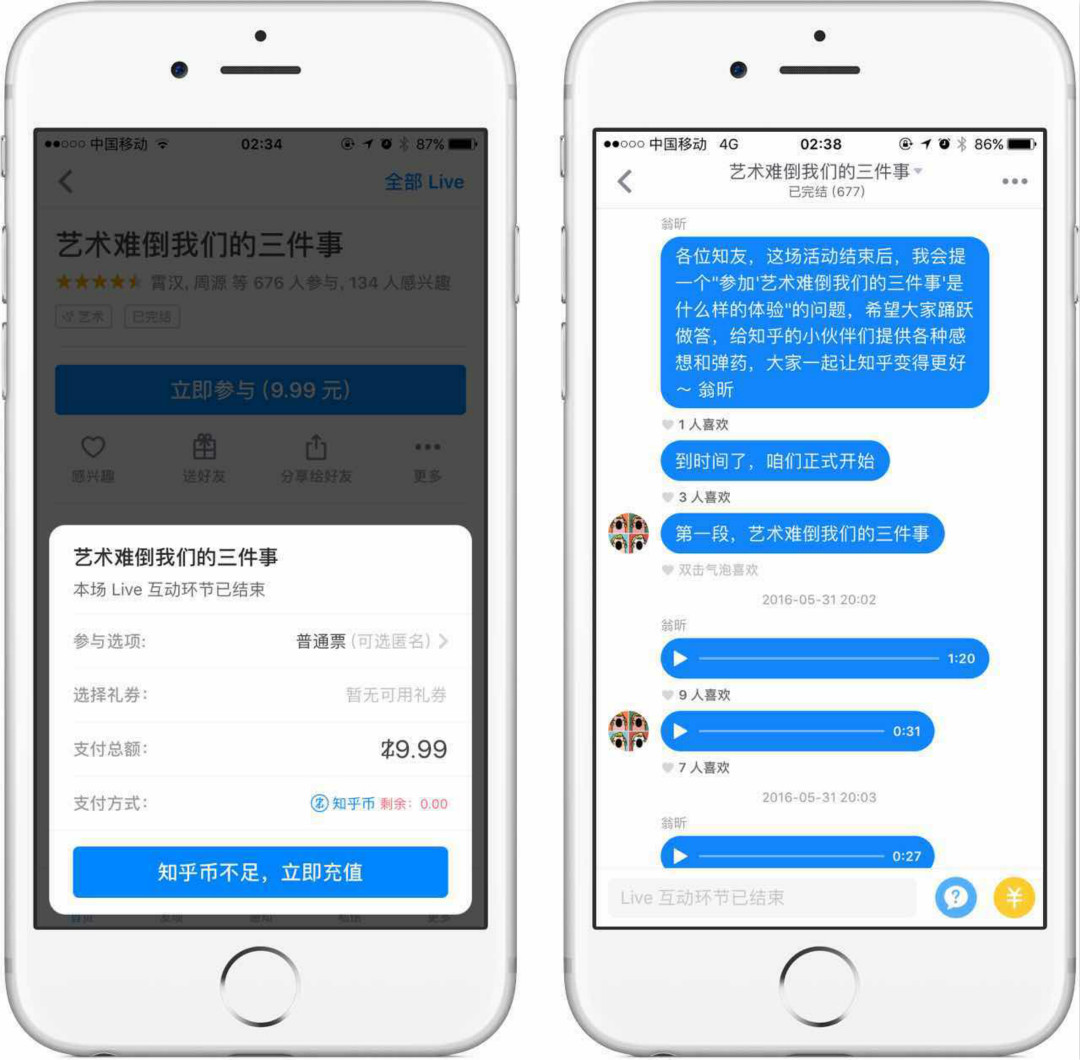 中国移动 02:34 87%
全部 Live
艺术难倒我们的三件事
霄汉, 周源 等 676 人参与, 134 人感兴趣
艺术 已完结
立即参与 (9.99 元)
感兴趣 送好友 分享给好友 更多
艺术难倒我们的三件事
本场 Live 互动环节已结束
参与选项: 普通票 (可选匿名)
选择礼券: 暂无可用礼券
支付总额: 9.99
支付方式: 知乎币 剩余: 0.00
知乎币不足，立即充值
中国移动 4G 02:38 86%
艺术难倒我们的三件事
已完结 (677)
翁昕
各位知友，这场活动结束后，我会提
一个"参加'艺术难倒我们的三件事'是
什么样的体验"的问题，希望大家踊跃
做答，给知乎的小伙伴们提供各种感
想和弹药，大家一起让知乎变得更好
～ 翁昕
1 人喜欢
到时间了，咱们正式开始
3 人喜欢
第一段，艺术难倒我们的三件事
双击气泡喜欢
2016-05-31 20:02
翁昕
1:20
9 人喜欢
0:31
7 人喜欢
2016-05-31 20:03
翁昕
0:27
Live 互动环节已结束
? ¥